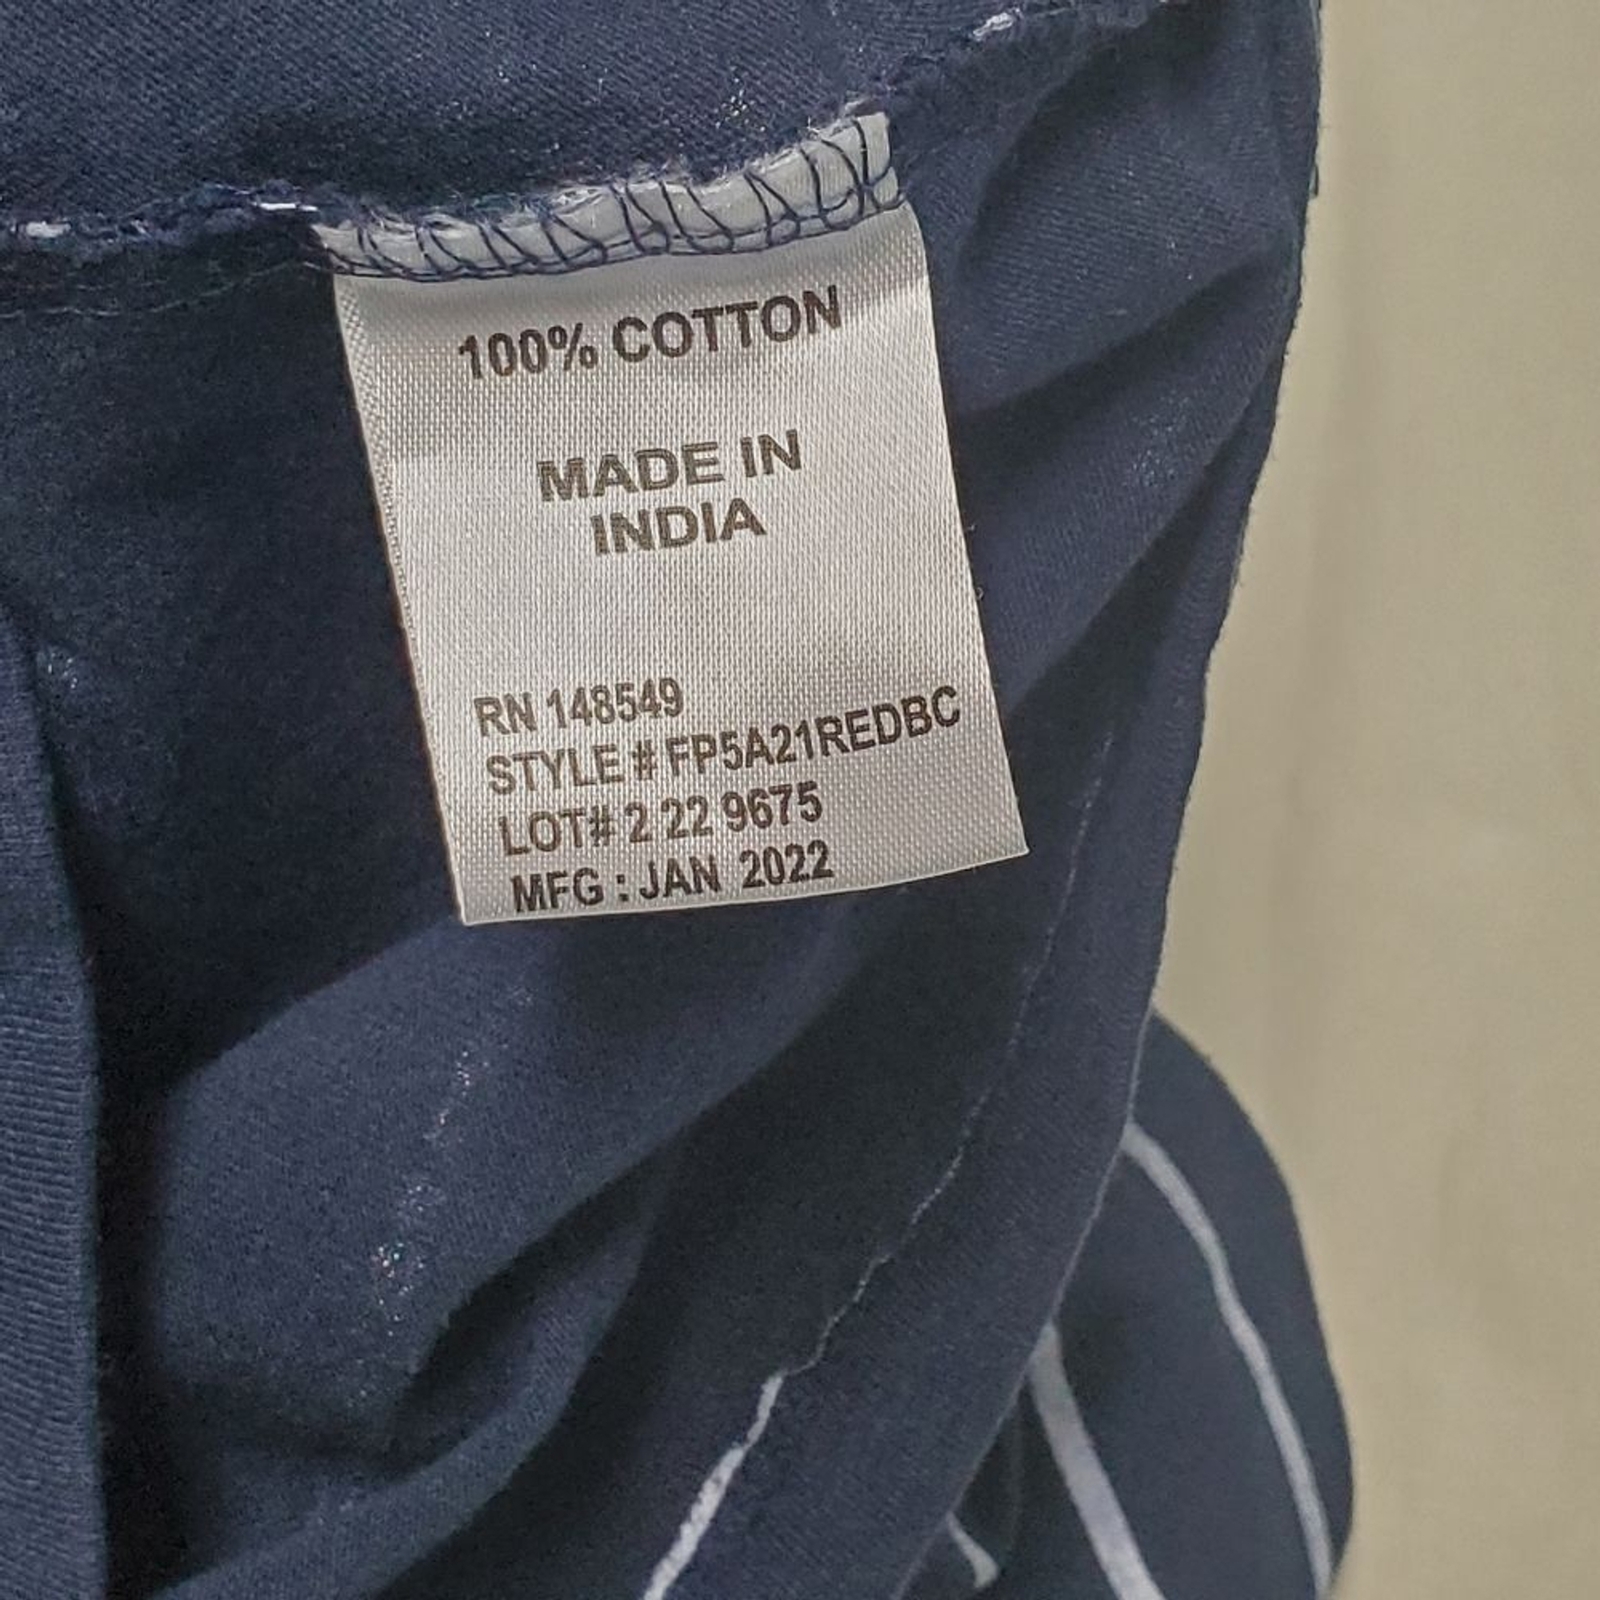 100% COTTON
MADE IN
INDIA
RN 148549
STYLE # FP5A21REDBC
LOT# 2 22 9675
MFG : JAN 2022